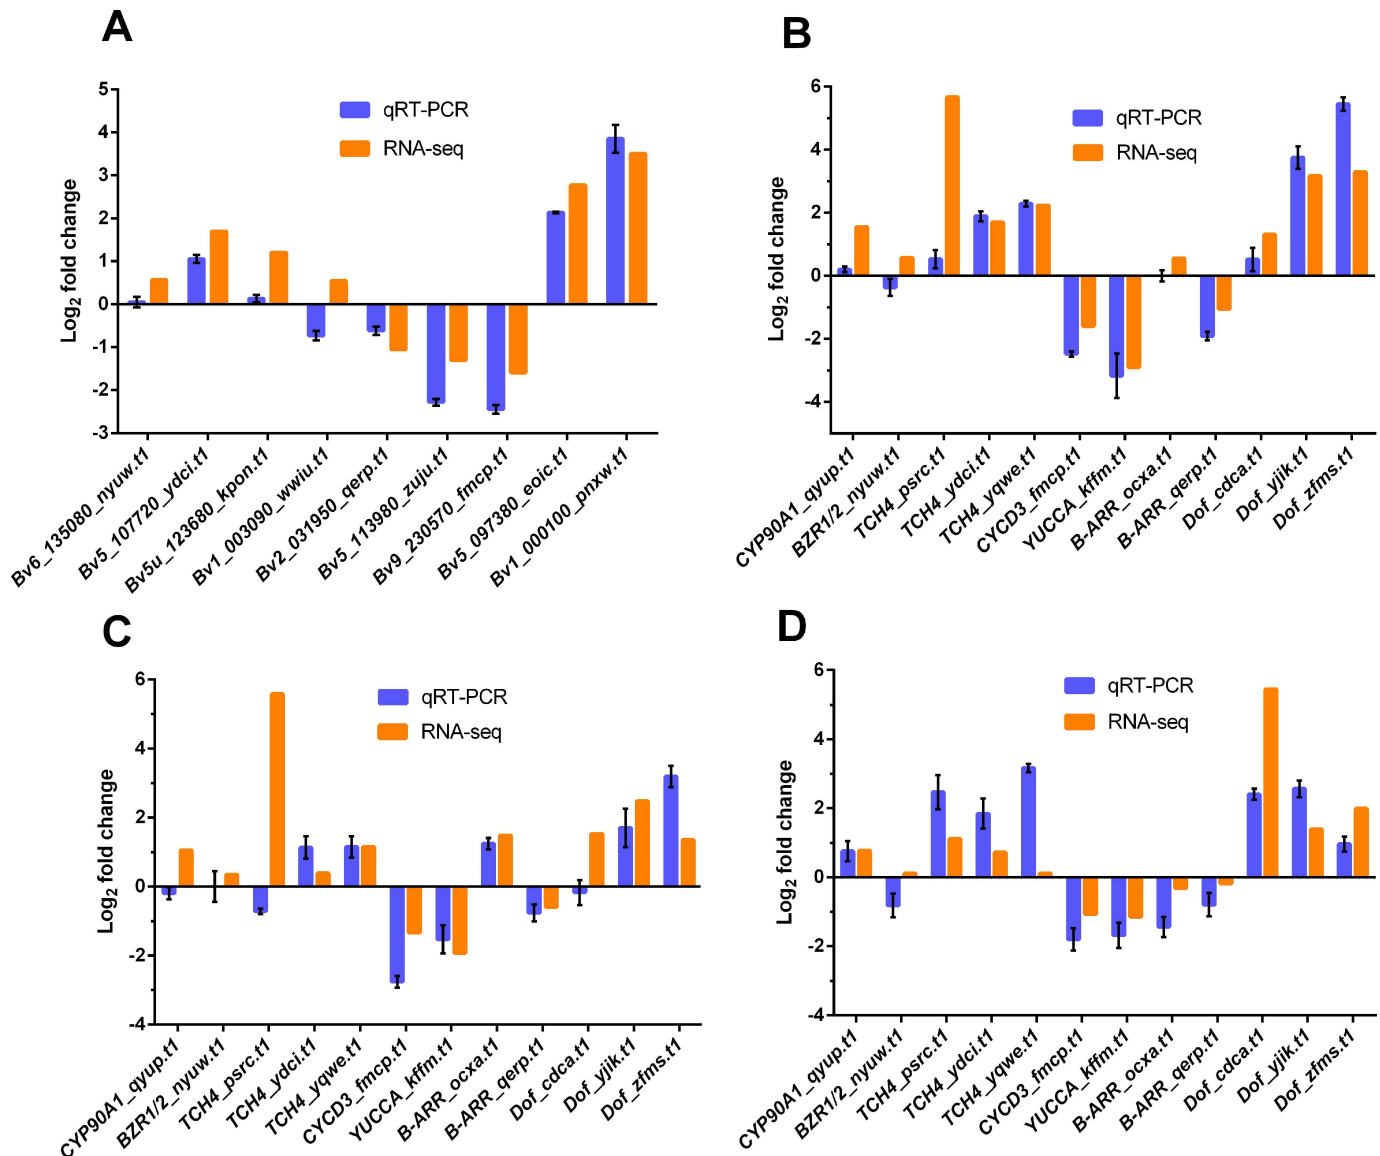 A
Log2 fold change
5
4
3
2
1
0
-1
-2
-3
qRT-PCR
RNA-seq
Bv6_135080_nyuw.t1
Bv5_107720_ydci.t1
Bv5u_123680_kpon.t1
Bv1_003090_wwiu.t1
Bv2_031950_qerp.t1
Bv5_113980_zuju.t1
Bv9_230570_fmcp.t1
Bv5_097380_eoic.t1
Bv1_000100_pnxw.t1
B
Log2 fold change
6
4
2
0
-2
-4
qRT-PCR
RNA-seq
CYP90A1_qyup.t1
BZR1/2_nyuw.t1
TCH4_psrc.t1
TCH4_ydci.t1
TCH4_yqwe.t1
CYCD3_fmcp.t1
YUCCA_kffm.t1
B-ARR_ocxa.t1
B-ARR_qerp.t1
Dof_cdca.t1
Dof_yjik.t1
Dof_zfms.t1
C
Log2 fold change
6
4
2
0
-2
-4
qRT-PCR
RNA-seq
CYP90A1_qyup.t1
BZR1/2_nyuw.t1
TCH4_psrc.t1
TCH4_ydci.t1
TCH4_yqwe.t1
CYCD3_fmcp.t1
YUCCA_kffm.t1
B-ARR_ocxa.t1
B-ARR_qerp.t1
Dof_cdca.t1
Dof_yjik.t1
Dof_zfms.t1
D
Log2 fold change
6
4
2
0
-2
-4
qRT-PCR
RNA-seq
CYP90A1_qyup.t1
BZR1/2_nyuw.t1
TCH4_psrc.t1
TCH4_ydci.t1
TCH4_yqwe.t1
CYCD3_fmcp.t1
YUCCA_kffm.t1
B-ARR_ocxa.t1
B-ARR_qerp.t1
Dof_cdca.t1
Dof_yjik.t1
Dof_zfms.t1